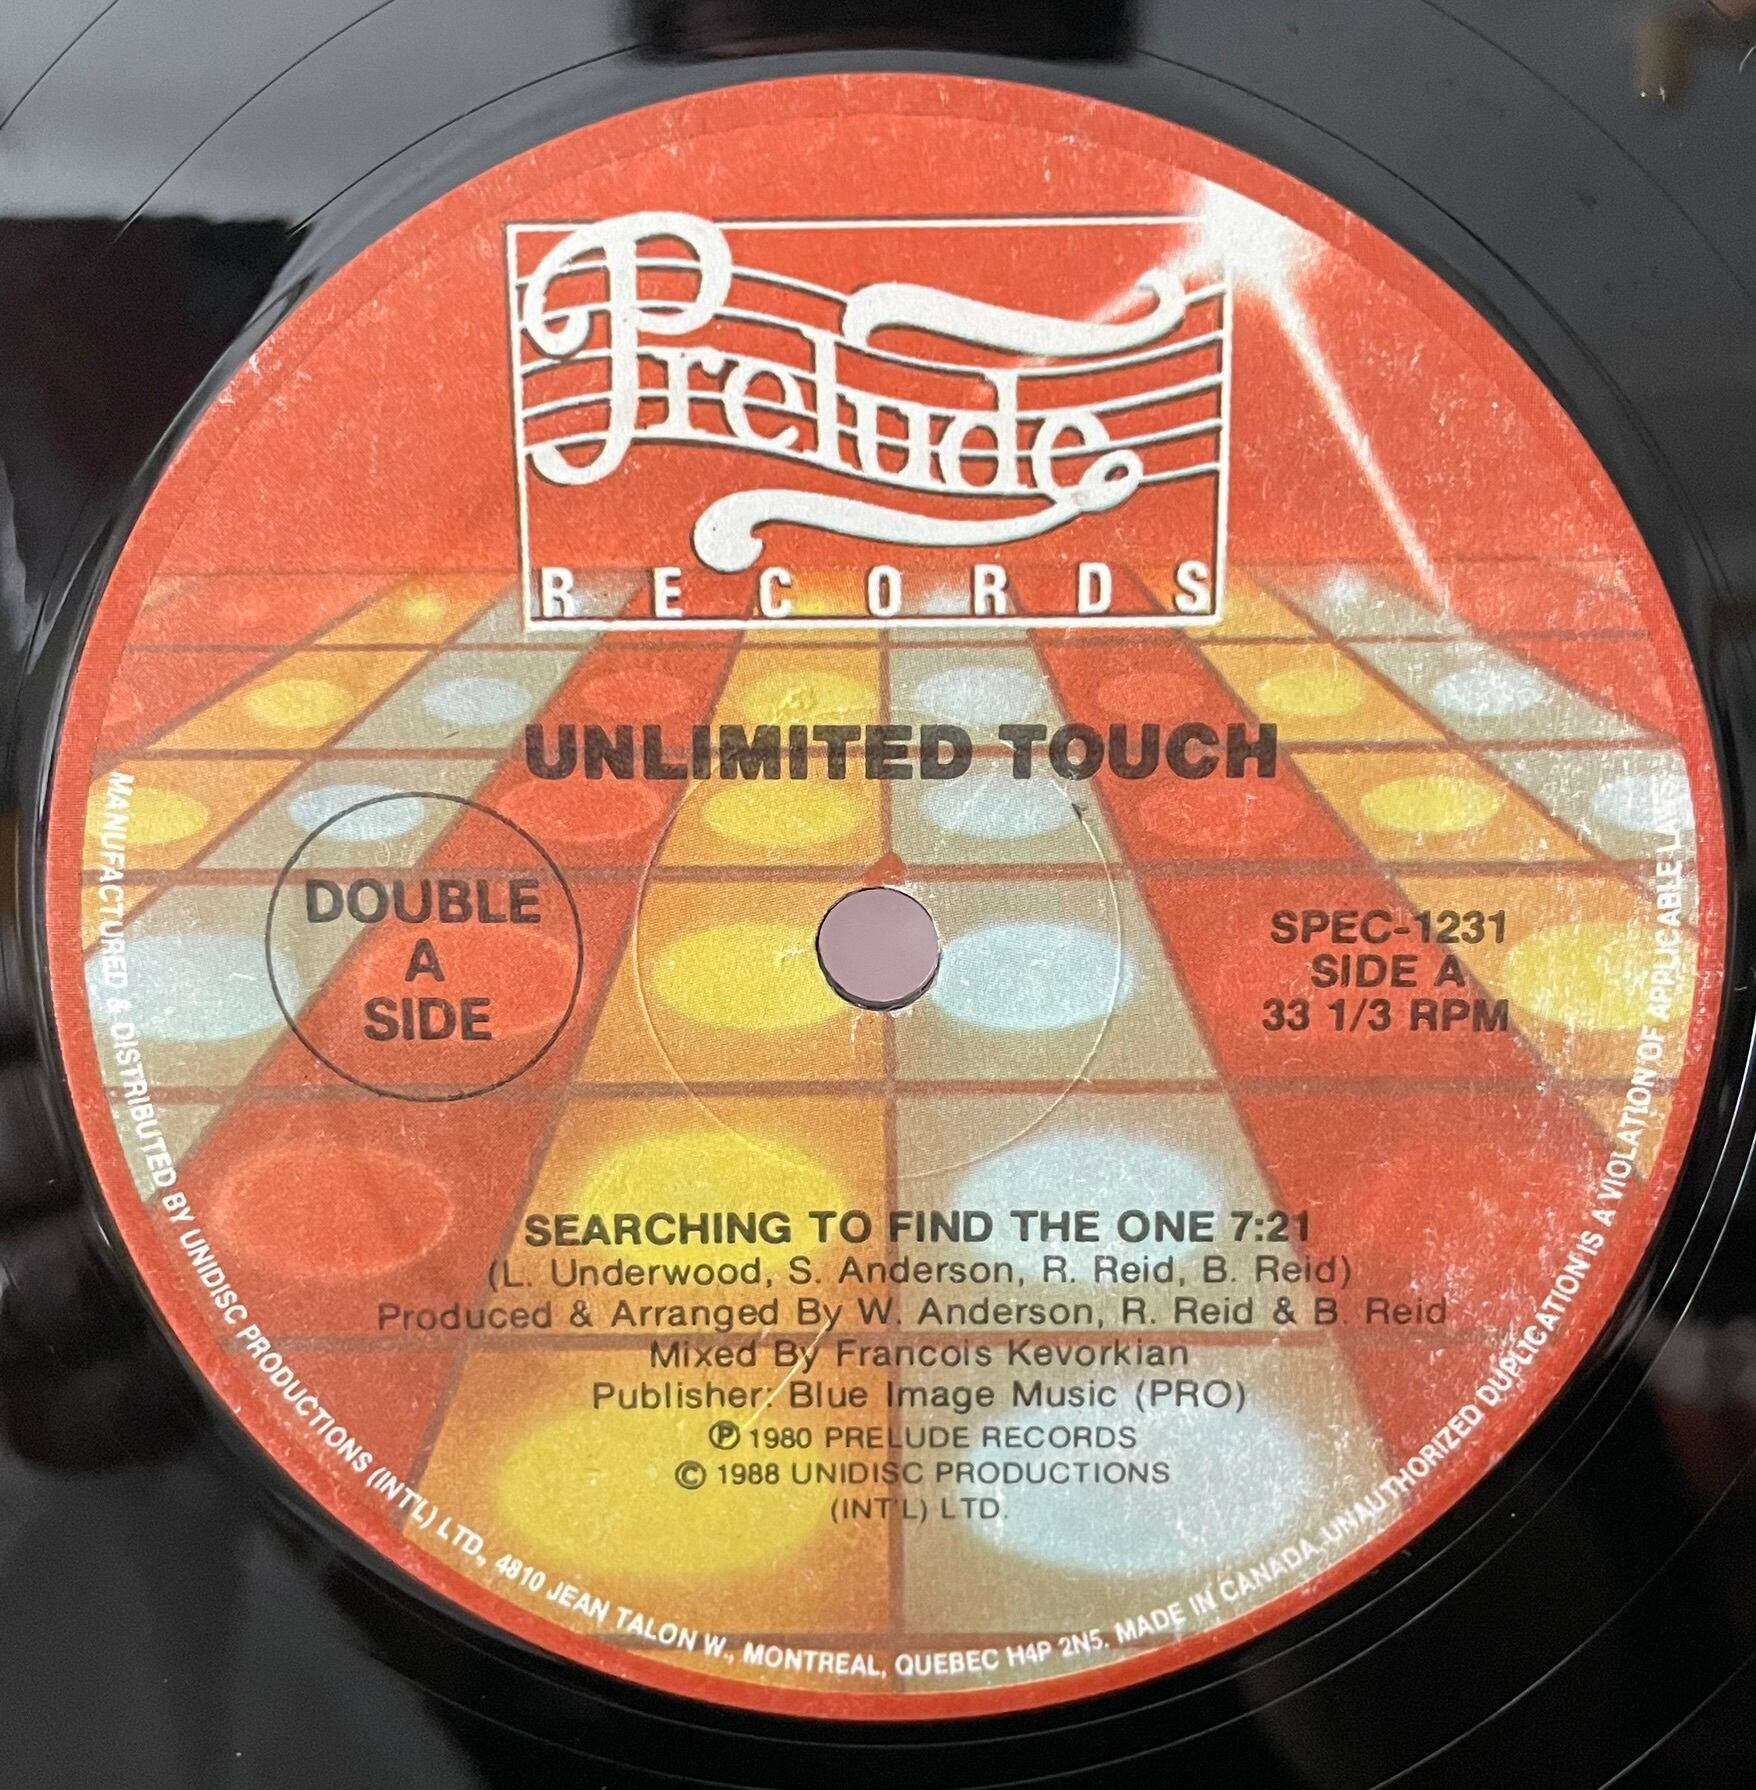 Prelude
RECORDS
UNLIMITED TOUCH
DOUBLE
A
SIDE
SPEC-1231
SIDE A
33 1/3 RPM
SEARCHING TO FIND THE ONE 7:21
(L. Underwood, S. Anderson, R. Reid, B. Reid)
Produced & Arranged By W. Anderson, R. Reid & B. Reid
Mixed By Francois Kevorkian
Publisher: Blue Image Music (PRO)
Ⓟ 1980 PRELUDE RECORDS
© 1988 UNIDISC PRODUCTIONS
(INT'L) LTD.
MANUFACTURED & DISTRIBUTED BY UNIDISC PRODUCTIONS (INT'L) LTD., 4810 JEAN TALON W., MONTREAL, QUEBEC H4P 2N5. MADE IN CANADA. UNAUTHORIZED DUPLICATION IS A VIOLATION OF APPLICABLE LAWS